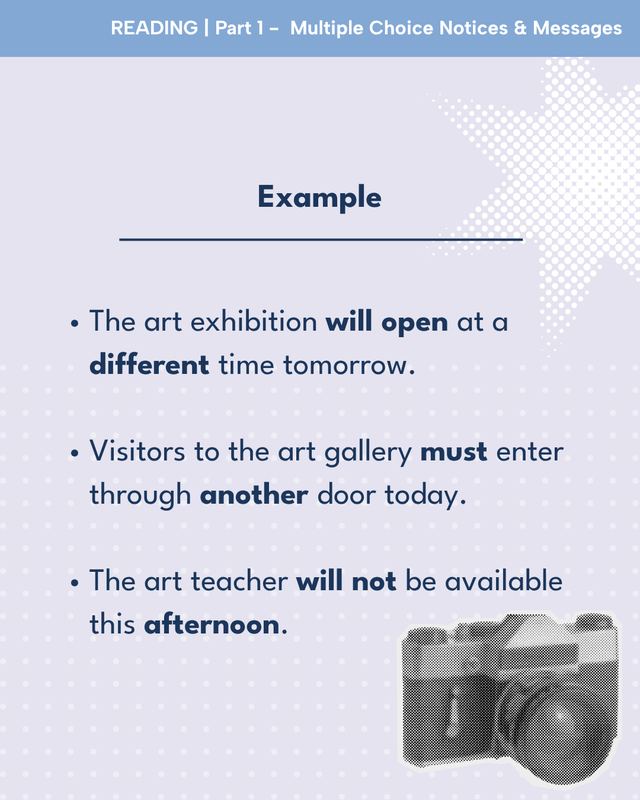 READING | Part 1 – Multiple Choice Notices & Messages
Example
• The art exhibition will open at a
different time tomorrow.
• Visitors to the art gallery must enter
through another door today.
• The art teacher will not be available
this afternoon.